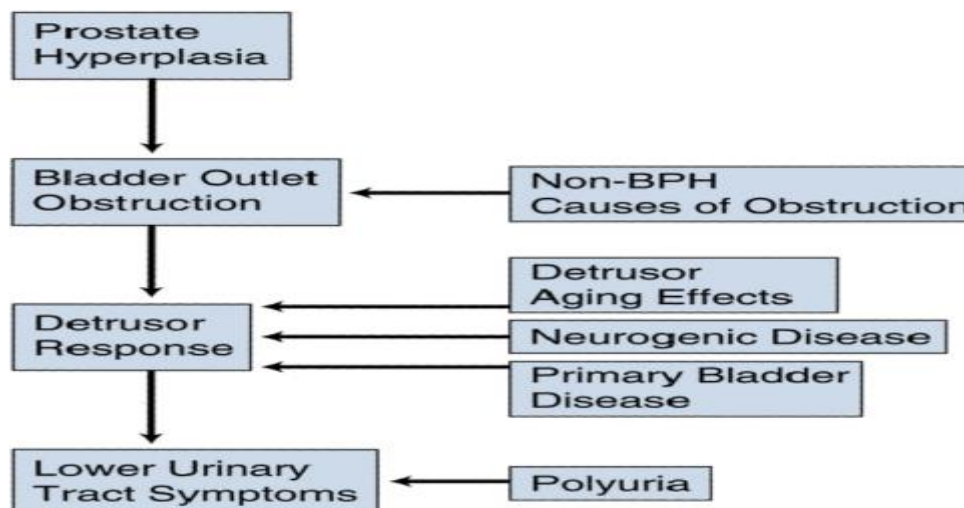 Prostate
Hyperplasia
Bladder Outlet
Obstruction
Non-BPH
Causes of Obstruction
Detrusor
Aging Effects
Detrusor
Response
Neurogenic Disease
Primary Bladder
Disease
Lower Urinary
Tract Symptoms
Polyuria